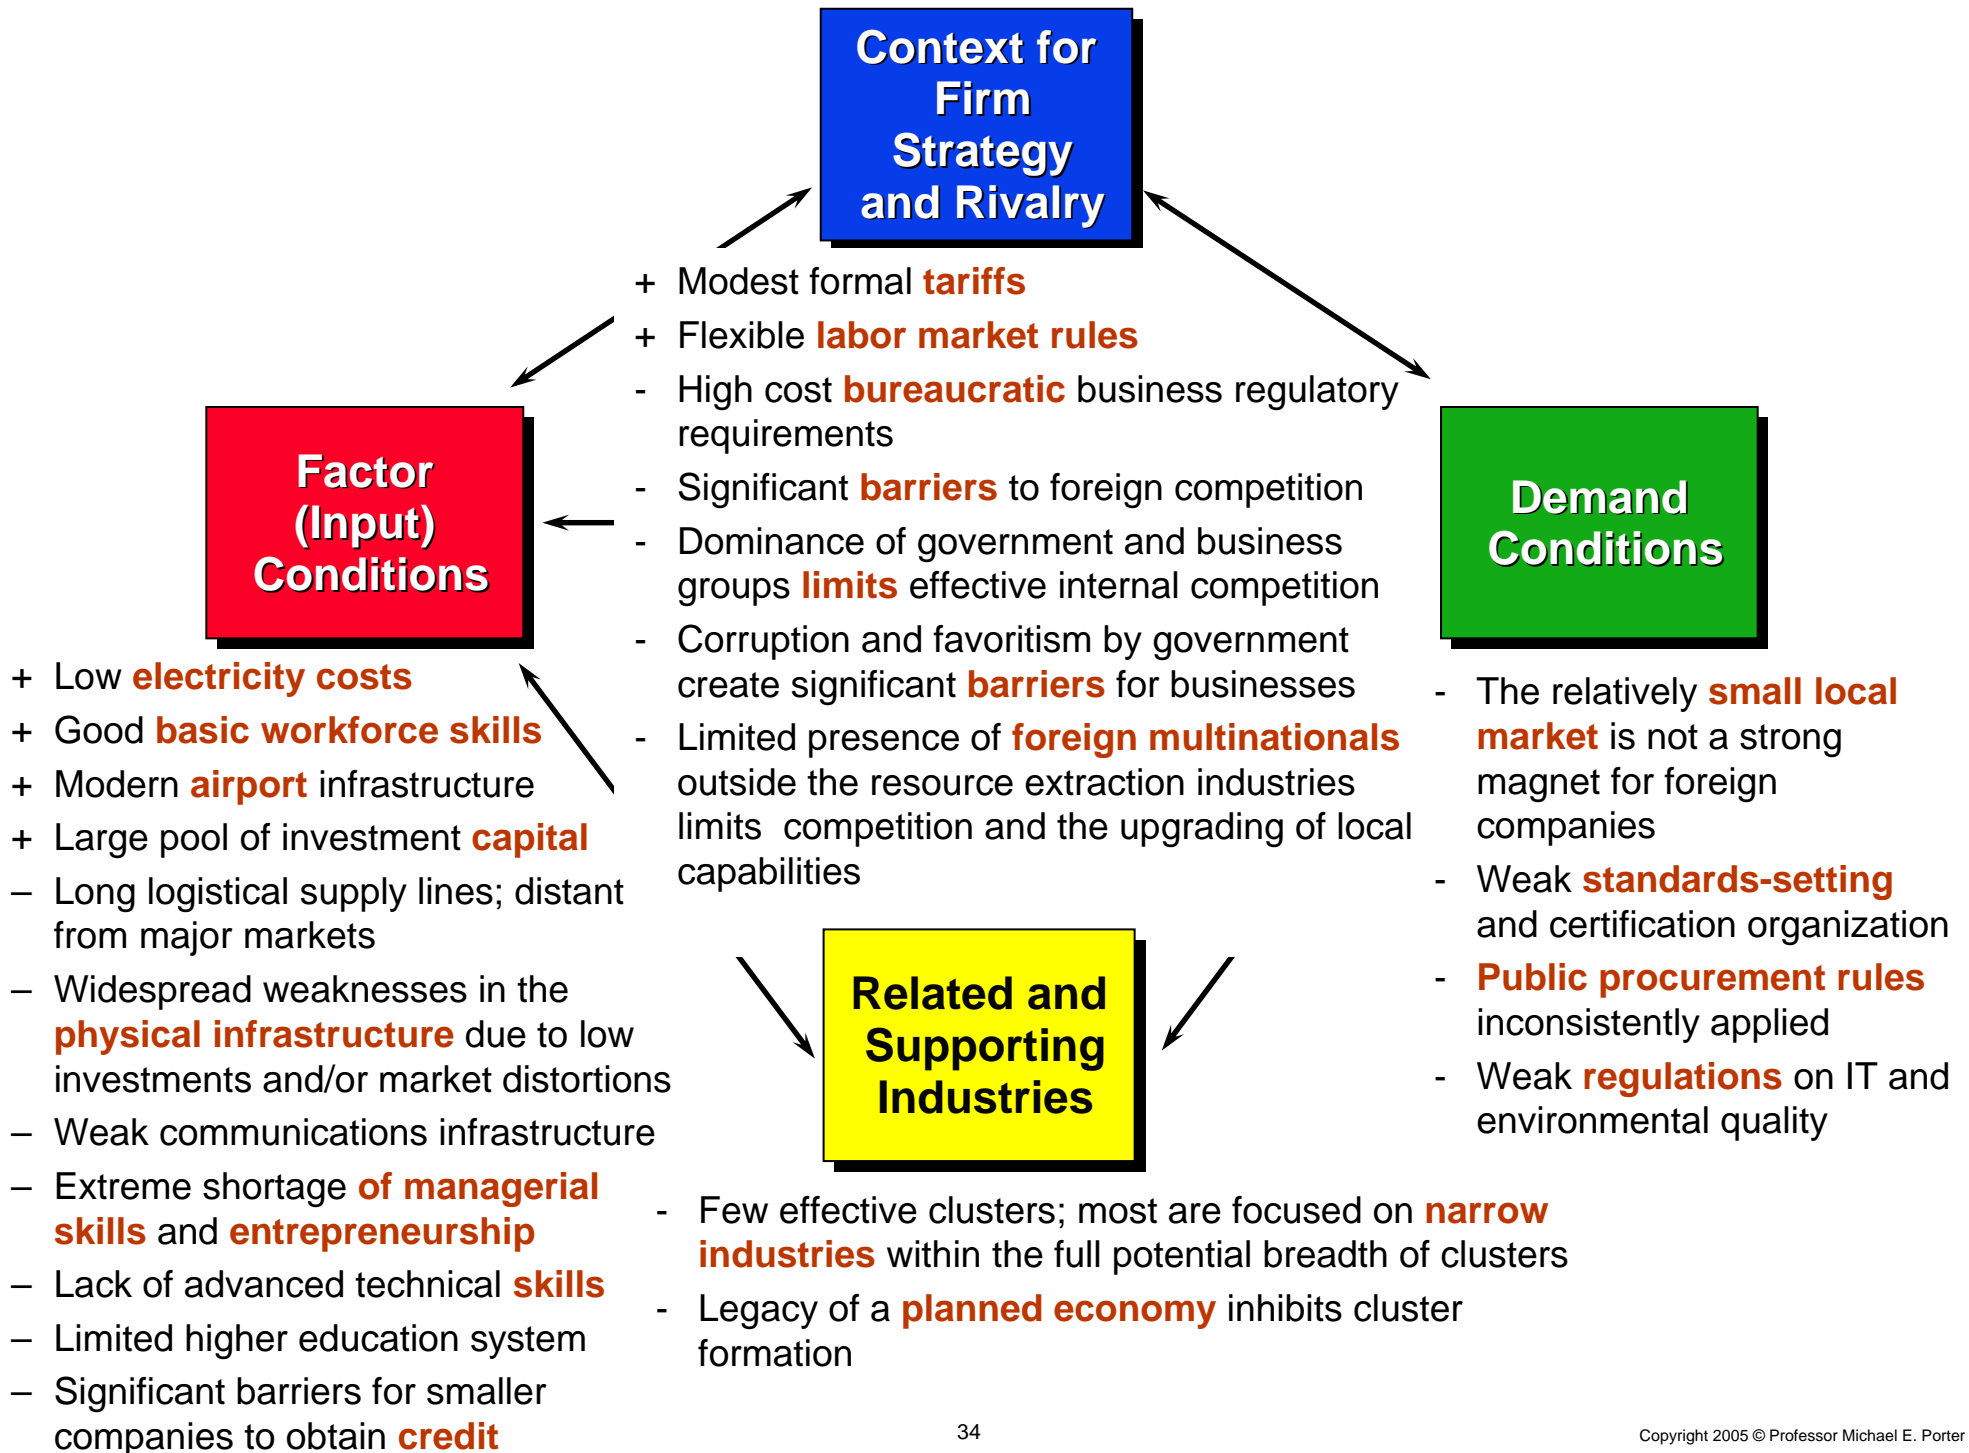 Context for
Firm
Strategy
and Rivalry
+ Modest formal tariffs
+ Flexible labor market rules
- High cost bureaucratic business regulatory
requirements
- Significant barriers to foreign competition
- Dominance of government and business
groups limits effective internal competition
- Corruption and favoritism by government
create significant barriers for businesses
- Limited presence of foreign multinationals
outside the resource extraction industries
limits competition and the upgrading of local
capabilities
Factor
(Input)
Conditions
+ Low electricity costs
+ Good basic workforce skills
+ Modern airport infrastructure
+ Large pool of investment capital
– Long logistical supply lines; distant
from major markets
– Widespread weaknesses in the
physical infrastructure due to low
investments and/or market distortions
– Weak communications infrastructure
– Extreme shortage of managerial
skills and entrepreneurship
– Lack of advanced technical skills
– Limited higher education system
– Significant barriers for smaller
companies to obtain credit
Demand
Conditions
- The relatively small local
market is not a strong
magnet for foreign
companies
- Weak standards-setting
and certification organization
- Public procurement rules
inconsistently applied
- Weak regulations on IT and
environmental quality
Related and
Supporting
Industries
- Few effective clusters; most are focused on narrow
industries within the full potential breadth of clusters
- Legacy of a planned economy inhibits cluster
formation
34
Copyright 2005 © Professor Michael E. Porter